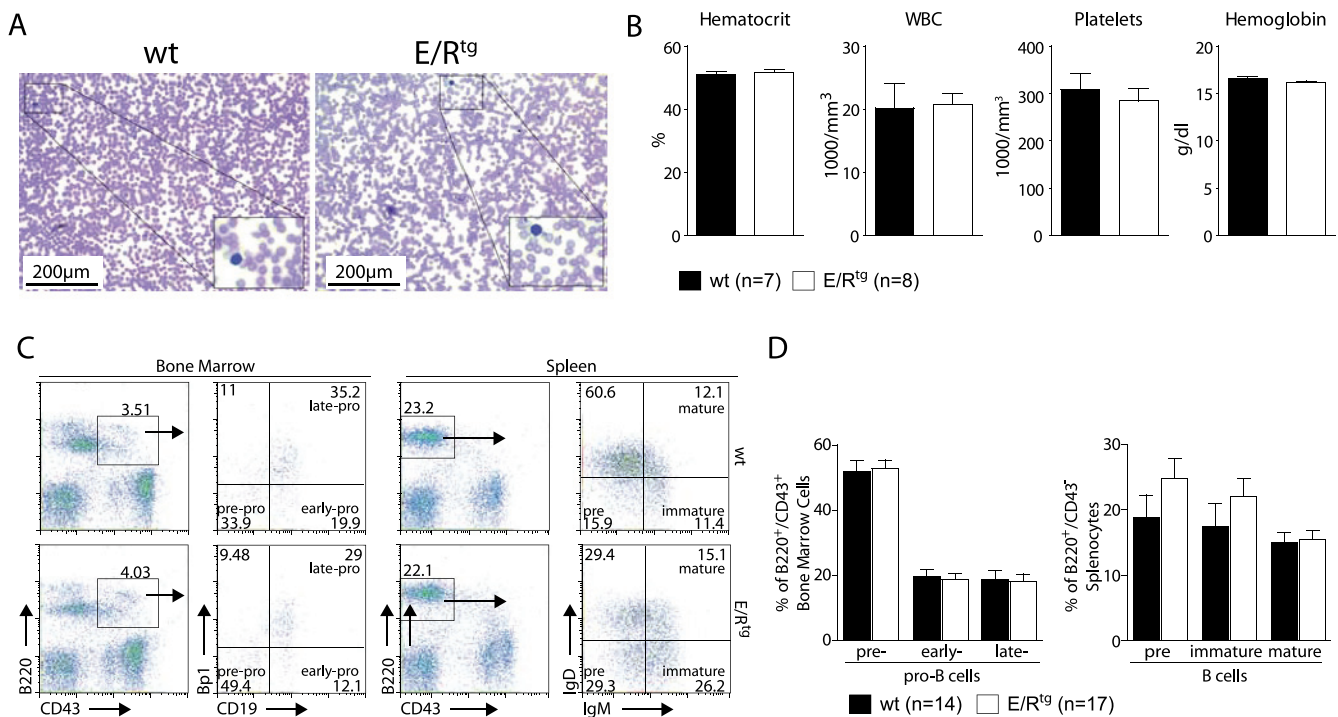 A
wt
E/Rtg
200µm
200µm
B
Hematocrit
WBC
Platelets
Hemoglobin
60
40
20
0
%
30
20
10
0
1000/mm3
400
300
200
100
0
1000/mm3
20
15
10
5
0
g/dl
wt (n=7)
E/Rtg (n=8)
C
Bone Marrow
Spleen
3.51
11
35.2
late-pro
pre-pro
33.9
early-pro
19.9
23.2
60.6
12.1
mature
pre
15.9
immature
11.4
wt
4.03
9.48
29
late-pro
pre-pro
49.4
early-pro
12.1
22.1
29.4
15.1
mature
pre
29.3
immature
26.2
E/Rtg
B220
CD43
Bp1
CD19
B220
CD43
IgD
IgM
D
% of B220+/CD43+
Bone Marrow Cells
60
40
20
0
pre-
early-
late-
pro-B cells
% of B220+/CD43-
Splenocytes
30
20
10
0
pre
immature
mature
B cells
wt (n=14)
E/Rtg (n=17)